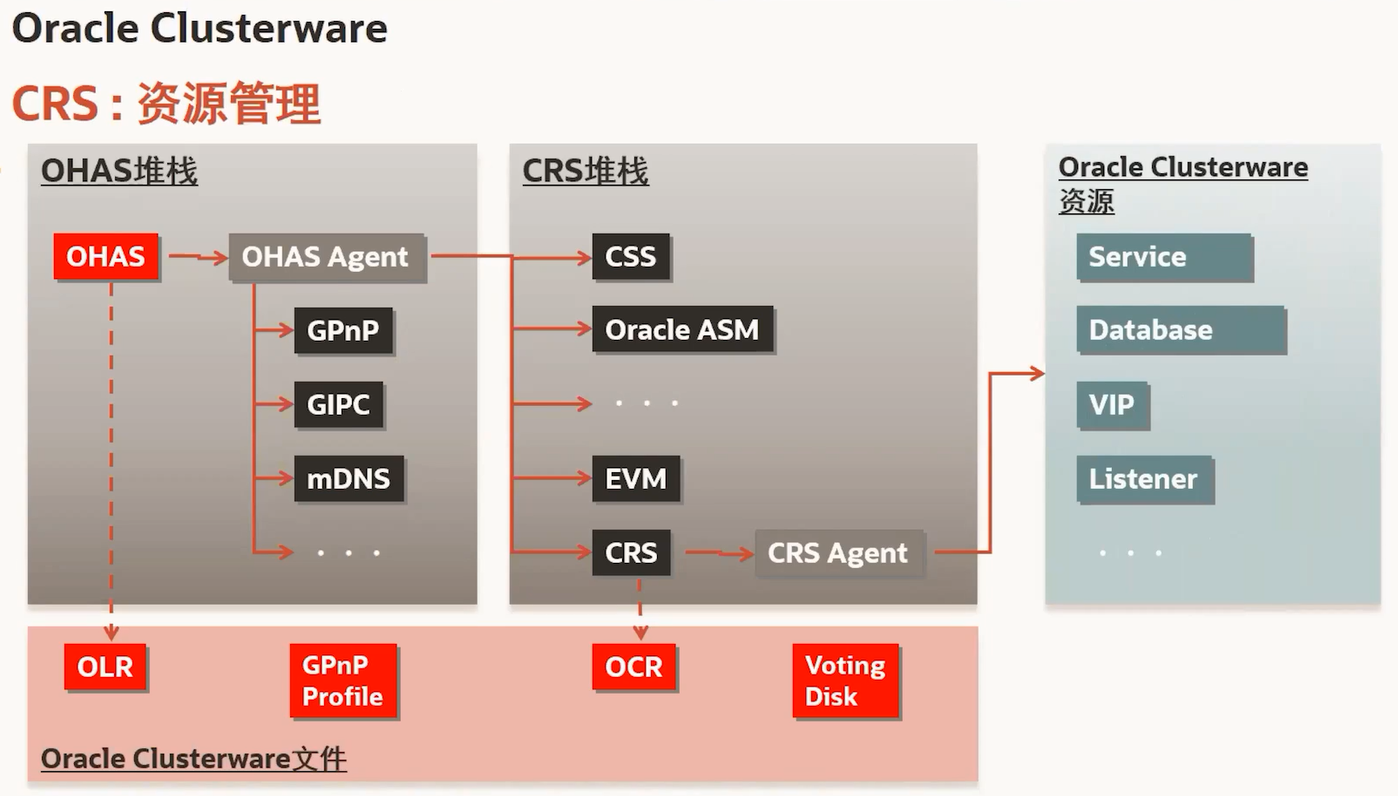 Oracle Clusterware
CRS : 资源管理
OHAS堆栈
OHAS
OHAS Agent
GPnP
GIPC
mDNS
. . .
CRS堆栈
CSS
Oracle ASM
. . .
EVM
CRS
CRS Agent
Oracle Clusterware
资源
Service
Database
VIP
Listener
. . .
OLR
GPnP
Profile
OCR
Voting
Disk
Oracle Clusterware文件